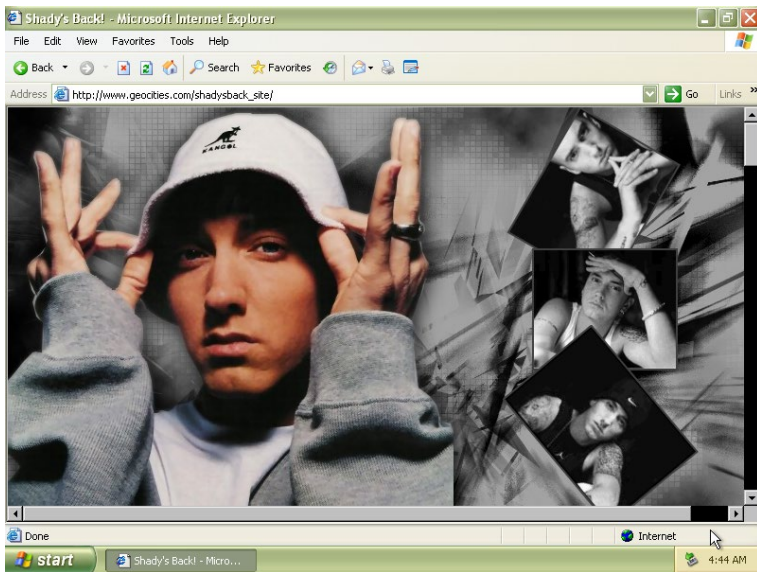 Shady's Back! - Microsoft Internet Explorer
File Edit View Favorites Tools Help
Back Search Favorites
Address http://www.geocities.com/shadysback_site/ Go Links »
KANGOL
Done Internet
start Shady's Back! - Micro... 4:44 AM